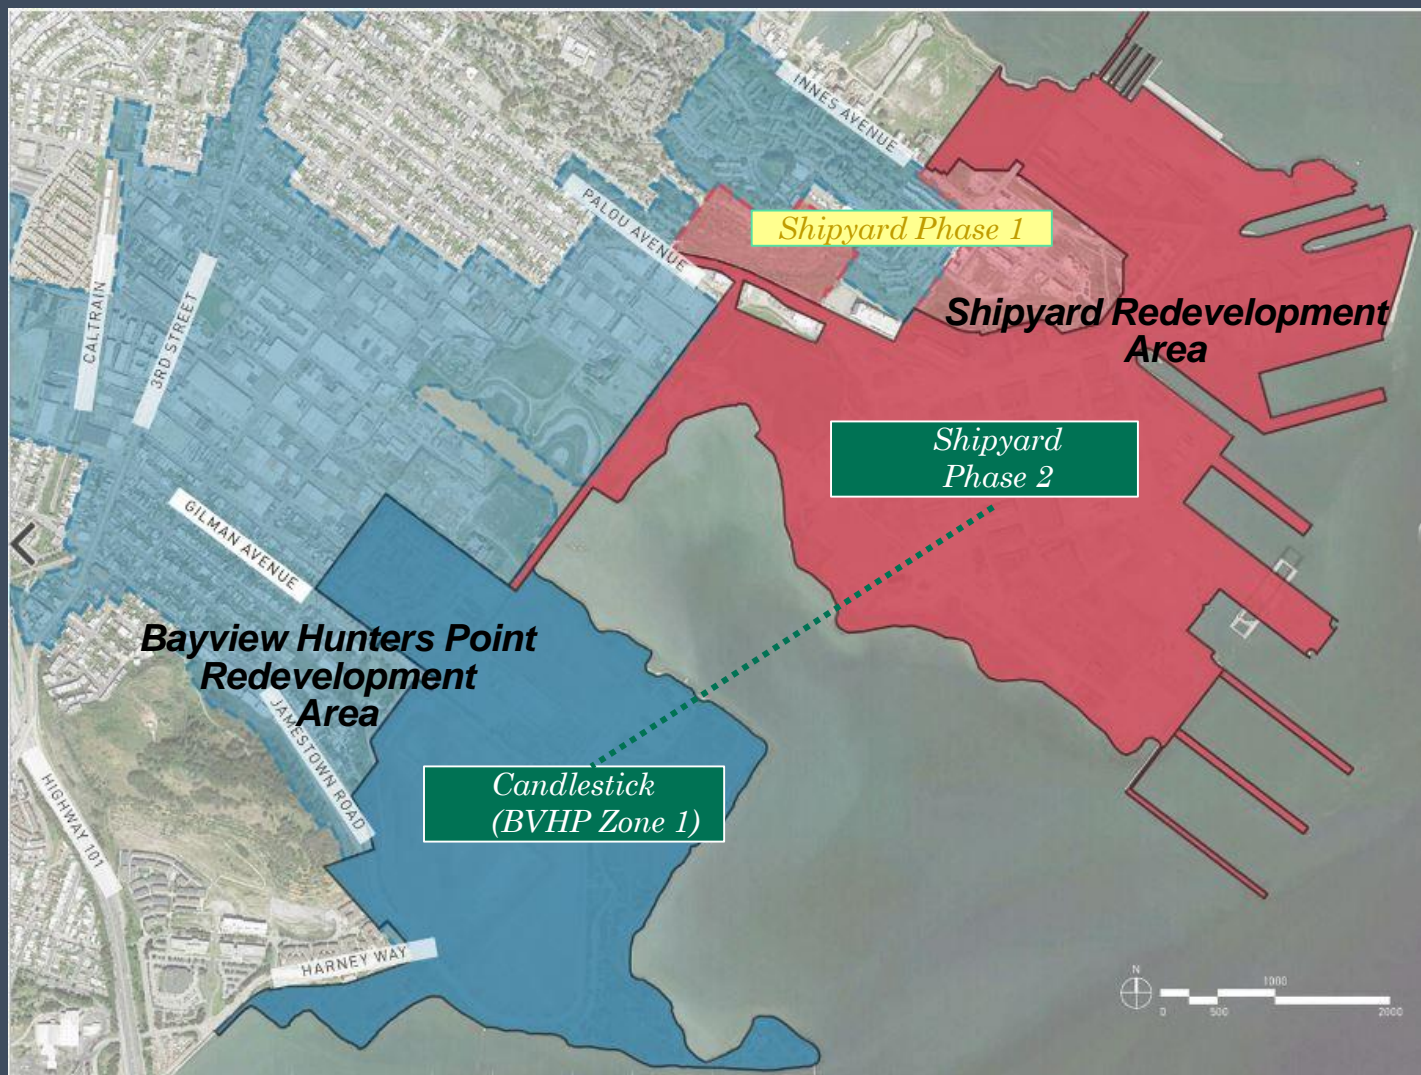 INNES AVENUE
PALOU AVENUE
Shipyard Phase 1
CALTRAIN
3RD STREET
Shipyard Redevelopment
Area
Shipyard
Phase 2
GILMAN AVENUE
Bayview Hunters Point
Redevelopment
Area
JAMESTOWN ROAD
Candlestick
(BVHP Zone 1)
HIGHWAY 101
HARNEY WAY
N
1000
0
500
2000